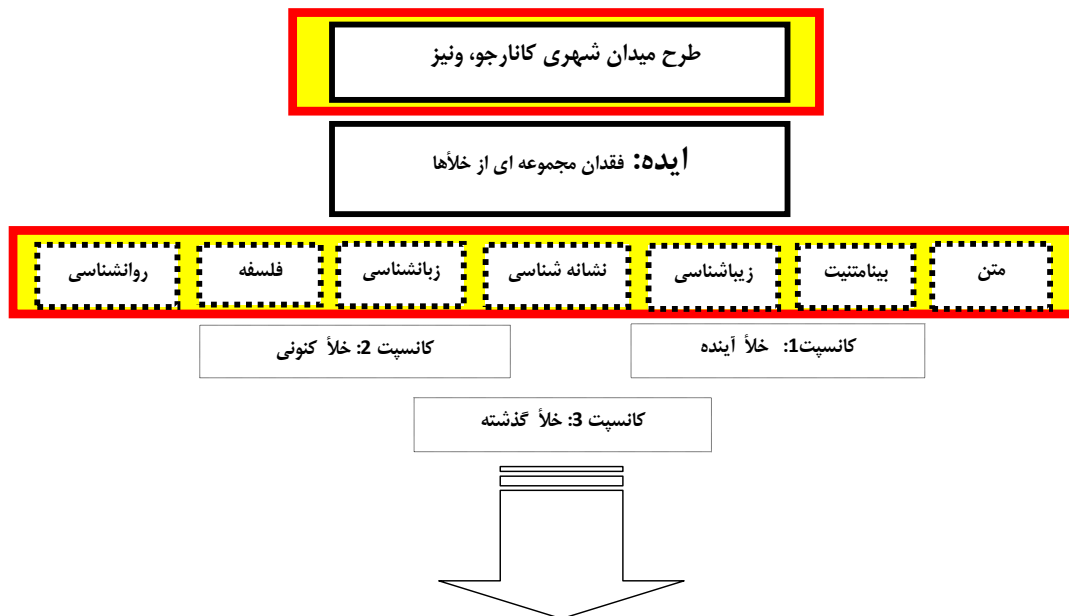 طرح میدان شهری کانارجو، ونیز
ایده: فقدان مجموعه ای از خلأها
متن
بینامتنیت
زیباشناسی
نشانه شناسی
زبانشناسی
فلسفه
روانشناسی
کانسپت1: خلأ آینده
کانسپت 2: خلأ کنونی
کانسپت 3: خلأ گذشته